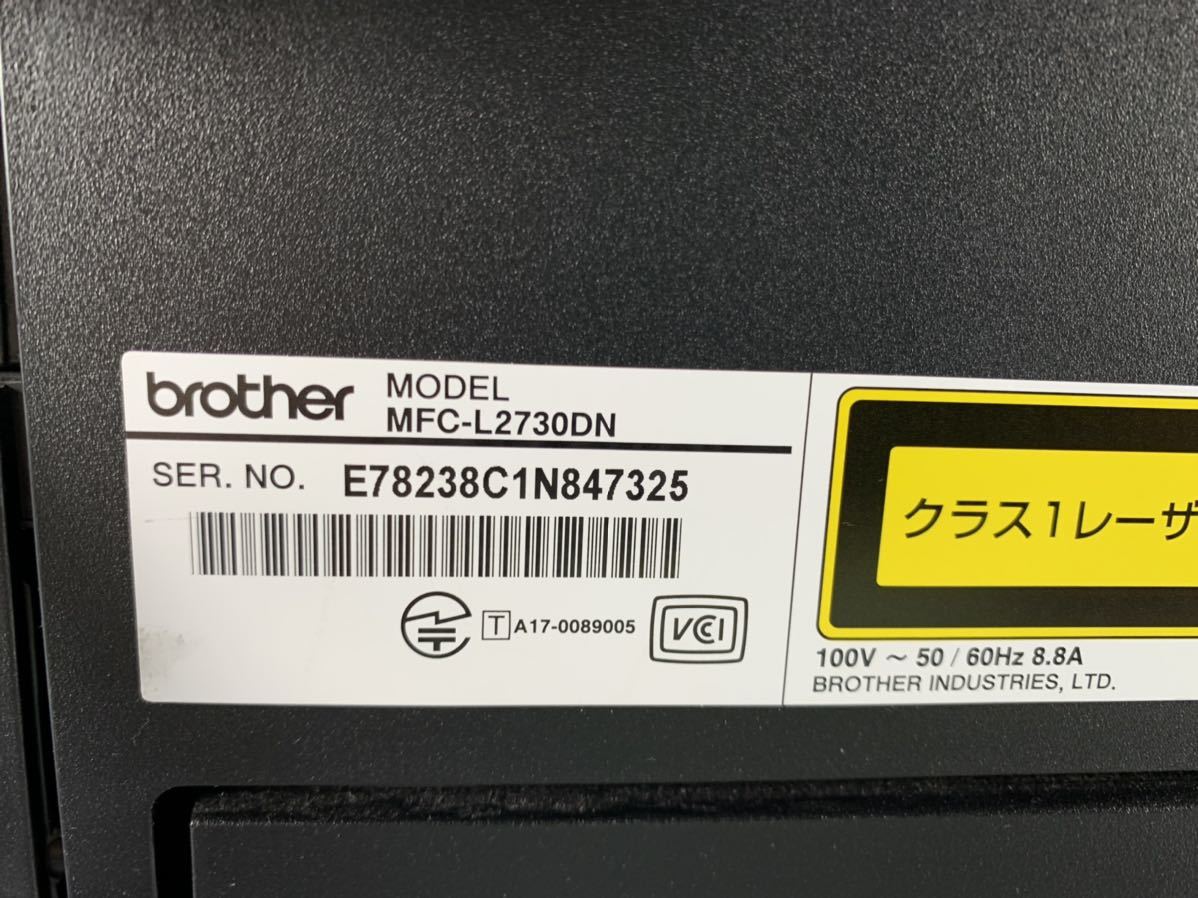 brother
MODEL
MFC-L2730DN
SER. NO. E78238C1N847325
T A17-0089005
VCI
クラス1レーザ
100V ~ 50 / 60Hz 8.8A
BROTHER INDUSTRIES, LTD.